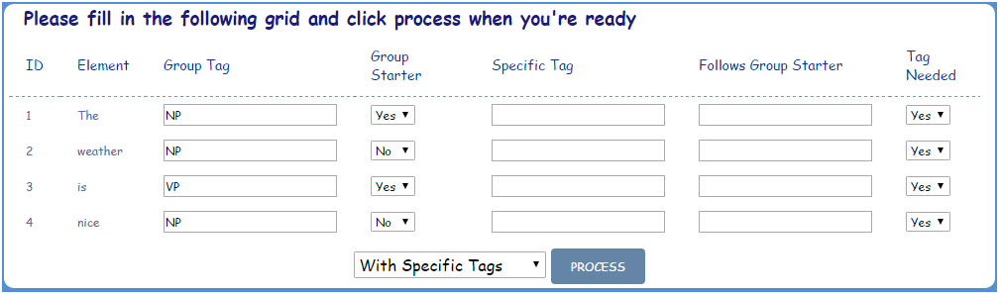 Please fill in the following grid and click process when you're ready
ID Element Group Tag Group Starter Specific Tag Follows Group Starter Tag Needed
1 The NP Yes Yes
2 weather NP No Yes
3 is VP Yes Yes
4 nice NP No Yes
With Specific Tags PROCESS